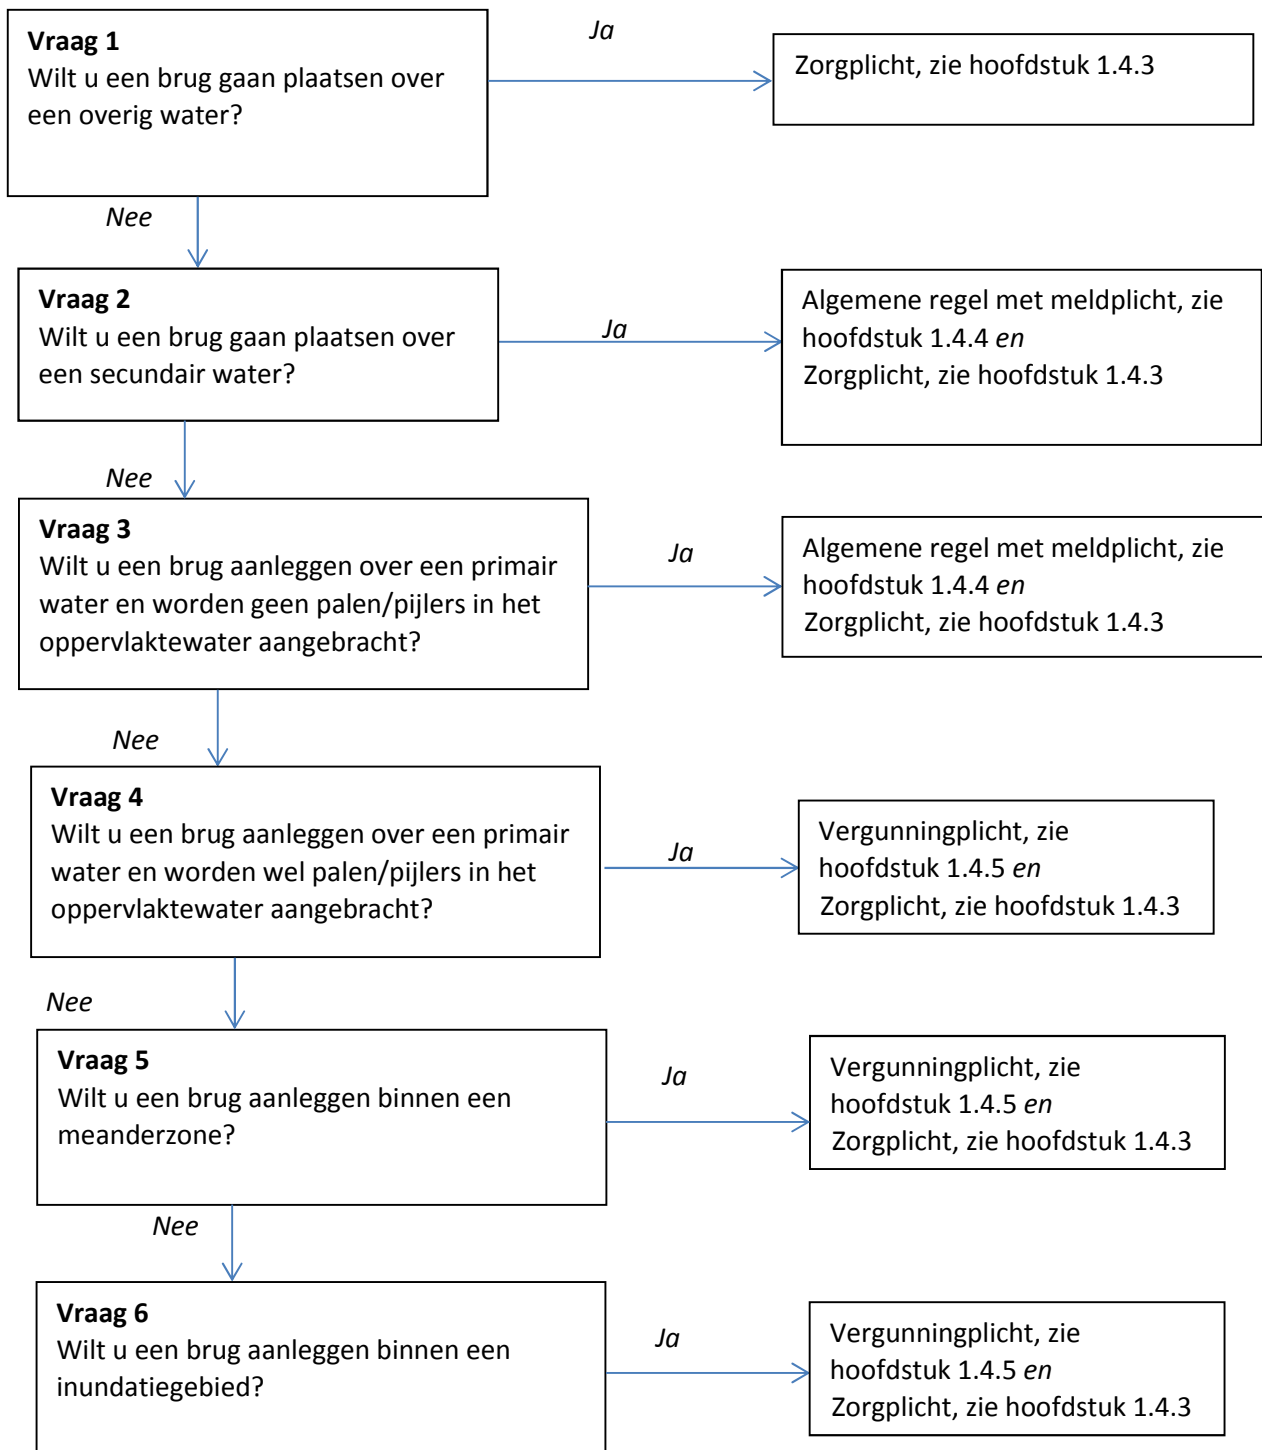 Vraag 1
Wilt u een brug gaan plaatsen over
een overig water?
Ja
Zorgplicht, zie hoofdstuk 1.4.3
Nee
Vraag 2
Wilt u een brug gaan plaatsen over
een secundair water?
Ja
Algemene regel met meldplicht, zie
hoofdstuk 1.4.4 en
Zorgplicht, zie hoofdstuk 1.4.3
Nee
Vraag 3
Wilt u een brug aanleggen over een primair
water en worden geen palen/pijlers in het
oppervlaktewater aangebracht?
Ja
Algemene regel met meldplicht, zie
hoofdstuk 1.4.4 en
Zorgplicht, zie hoofdstuk 1.4.3
Nee
Vraag 4
Wilt u een brug aanleggen over een primair
water en worden wel palen/pijlers in het
oppervlaktewater aangebracht?
Ja
Vergunningplicht, zie
hoofdstuk 1.4.5 en
Zorgplicht, zie hoofdstuk 1.4.3
Nee
Vraag 5
Wilt u een brug aanleggen binnen een
meanderzone?
Ja
Vergunningplicht, zie
hoofdstuk 1.4.5 en
Zorgplicht, zie hoofdstuk 1.4.3
Nee
Vraag 6
Wilt u een brug aanleggen binnen een
inundatiegebied?
Ja
Vergunningplicht, zie
hoofdstuk 1.4.5 en
Zorgplicht, zie hoofdstuk 1.4.3